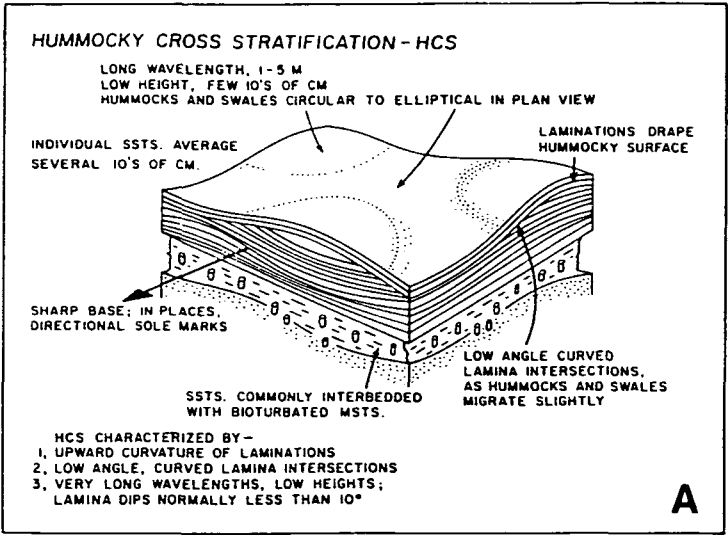 HUMMOCKY CROSS STRATIFICATION - HCS
LONG WAVELENGTH, 1-5 M
LOW HEIGHT, FEW 10'S OF CM
HUMMOCKS AND SWALES CIRCULAR TO ELLIPTICAL IN PLAN VIEW
INDIVIDUAL SSTS. AVERAGE
SEVERAL 10'S OF CM.
LAMINATIONS DRAPE
HUMMOCKY SURFACE
SHARP BASE; IN PLACES,
DIRECTIONAL SOLE MARKS
LOW ANGLE CURVED
LAMINA INTERSECTIONS,
AS HUMMOCKS AND SWALES
MIGRATE SLIGHTLY
SSTS. COMMONLY INTERBEDDED
WITH BIOTURBATED MSTS.
HCS CHARACTERIZED BY-
1, UPWARD CURVATURE OF LAMINATIONS
2, LOW ANGLE, CURVED LAMINA INTERSECTIONS
3, VERY LONG WAVELENGTHS, LOW HEIGHTS;
LAMINA DIPS NORMALLY LESS THAN 10°
A